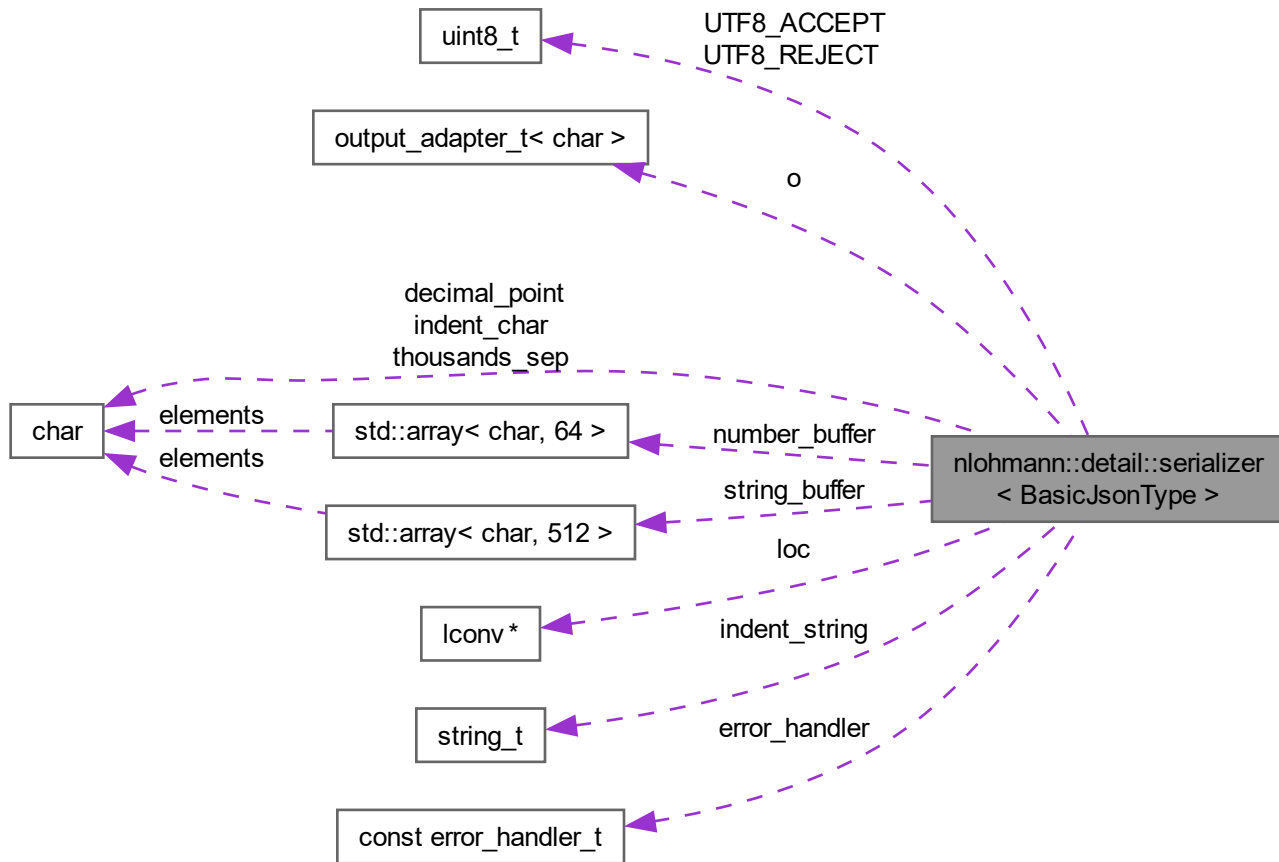 uint8_t
UTF8_ACCEPT
UTF8_REJECT
output_adapter_t< char >
o
decimal_point
indent_char
thousands_sep
char
elements
elements
std::array< char, 64 >
number_buffer
nlohmann::detail::serializer
< BasicJsonType >
string_buffer
std::array< char, 512 >
loc
lconv *
indent_string
string_t
error_handler
const error_handler_t